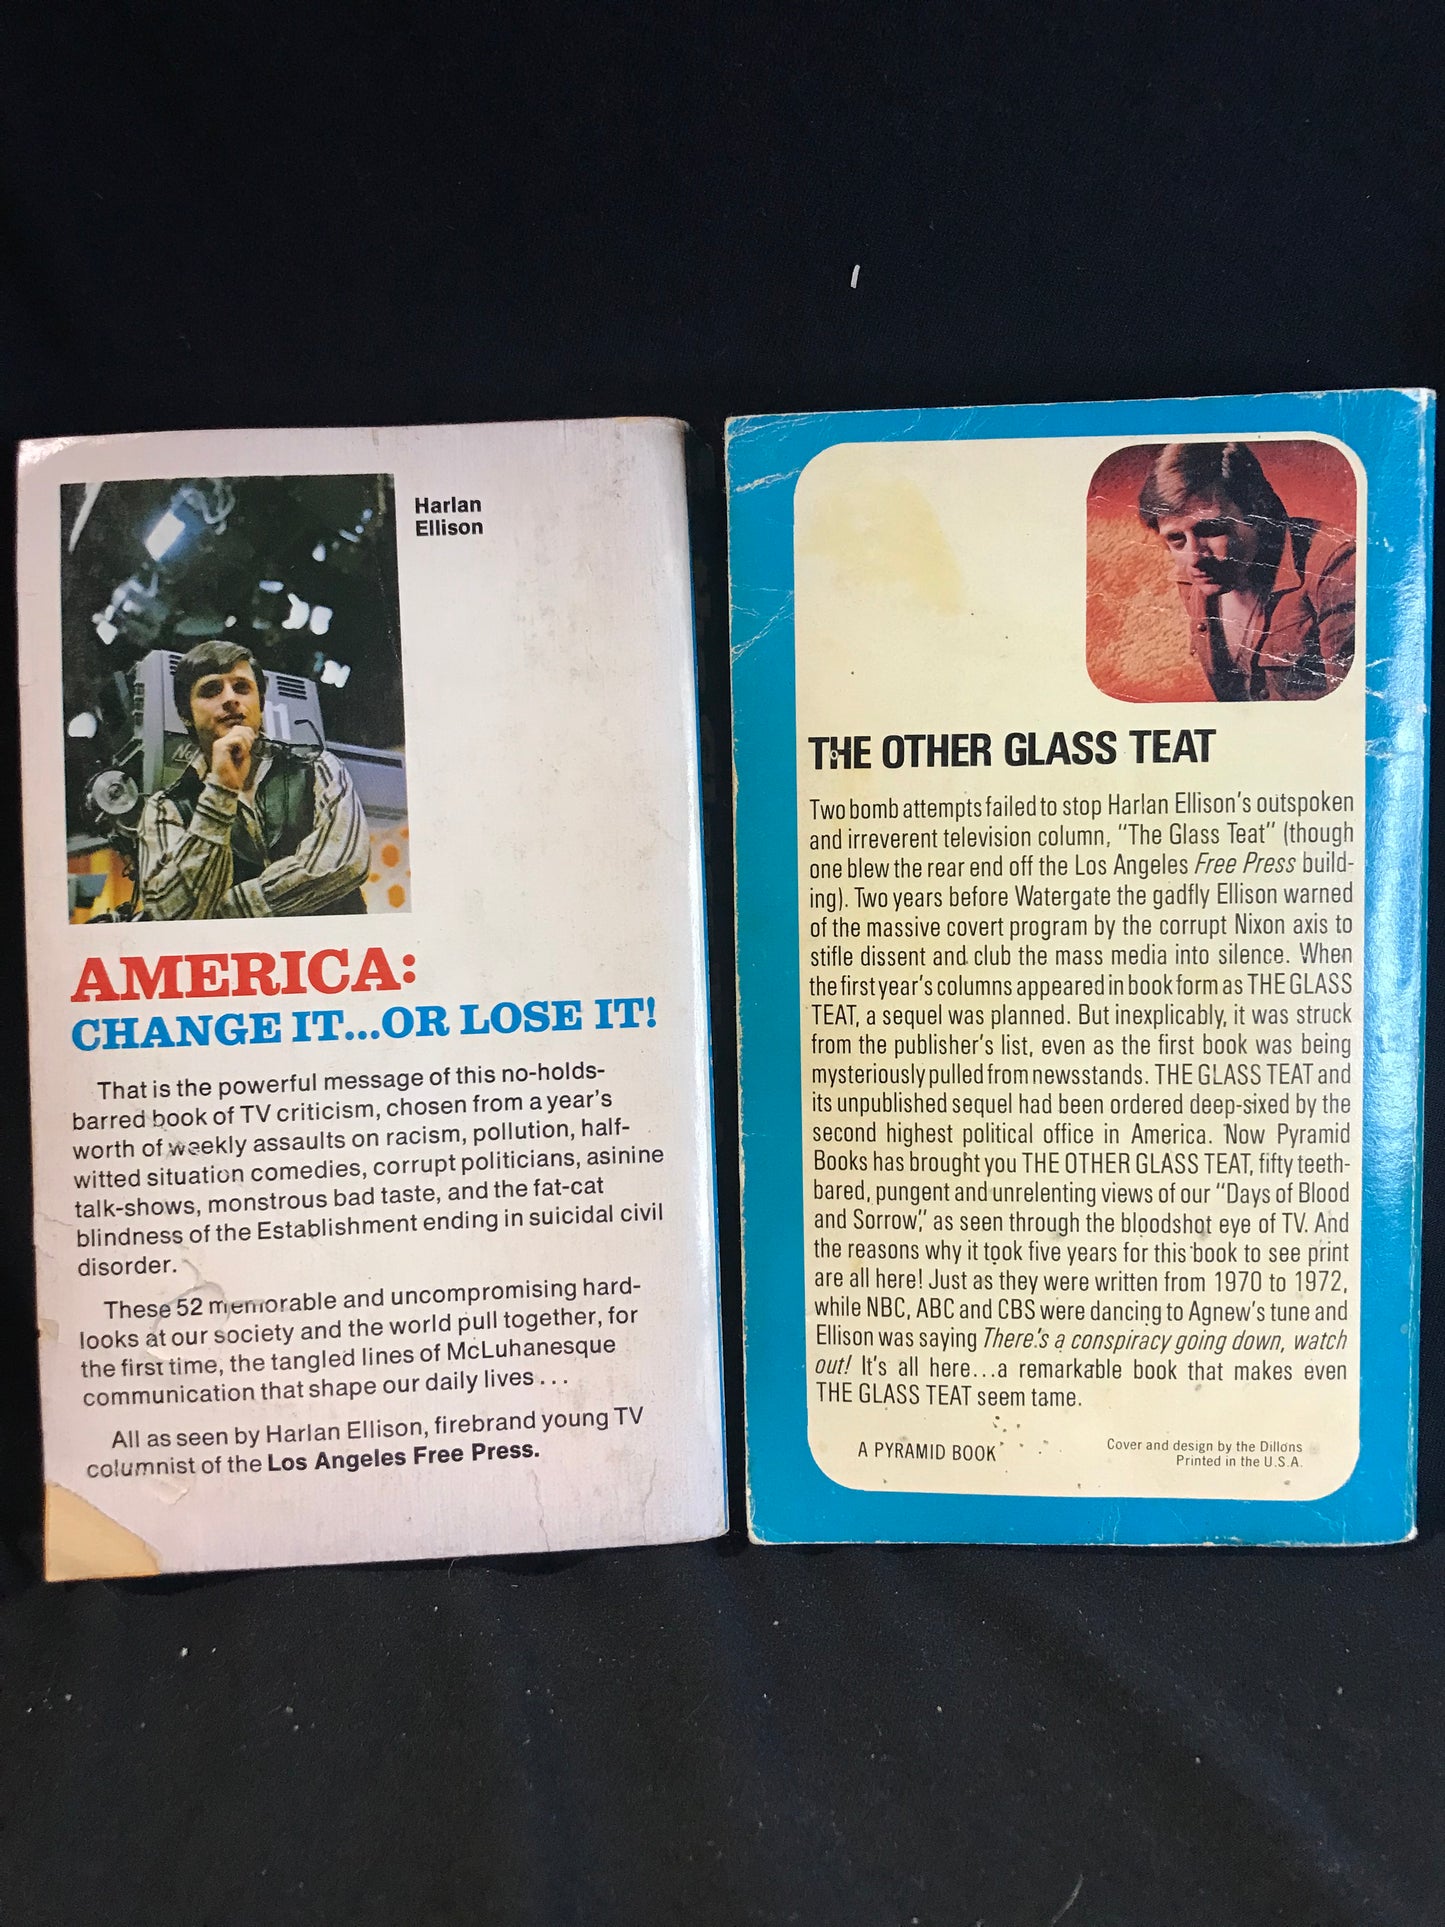 Harlan
Ellison
AMERICA:
CHANGE IT...OR LOSE IT!
That is the powerful message of this no-holds-
barred book of TV criticism, chosen from a year's
worth of weekly assaults on racism, pollution, half-
witted situation comedies, corrupt politicians, asinine
talk-shows, monstrous bad taste, and the fat-cat
blindness of the Establishment ending in suicidal civil
disorder.
These 52 memorable and uncompromising hard-
looks at our society and the world pull together, for
the first time, the tangled lines of McLuhanesque
communication that shape our daily lives . . .
All as seen by Harlan Ellison, firebrand young TV
columnist of the Los Angeles Free Press.
THE OTHER GLASS TEAT
Two bomb attempts failed to stop Harlan Ellison's outspoken
and irreverent television column, "The Glass Teat" (though
one blew the rear end off the Los Angeles Free Press build-
ing). Two years before Watergate the gadfly Ellison warned
of the massive covert program by the corrupt Nixon axis to
stifle dissent and club the mass media into silence. When
the first year's columns appeared in book form as THE GLASS
TEAT, a sequel was planned. But inexplicably, it was struck
from the publisher's list, even as the first book was being
mysteriously pulled from newsstands. THE GLASS TEAT and
its unpublished sequel had been ordered deep-sixed by the
second highest political office in America. Now Pyramid
Books has brought you THE OTHER GLASS TEAT, fifty teeth-
bared, pungent and unrelenting views of our "Days of Blood
and Sorrow," as seen through the bloodshot eye of TV. And
the reasons why it took five years for this book to see print
are all here! Just as they were written from 1970 to 1972,
while NBC, ABC and CBS were dancing to Agnew's tune and
Ellison was saying There's a conspiracy going down, watch
out! It's all here...a remarkable book that makes even
THE GLASS TEAT seem tame.
A PYRAMID BOOK
Cover and design by the Dillons
Printed in the U.S.A.